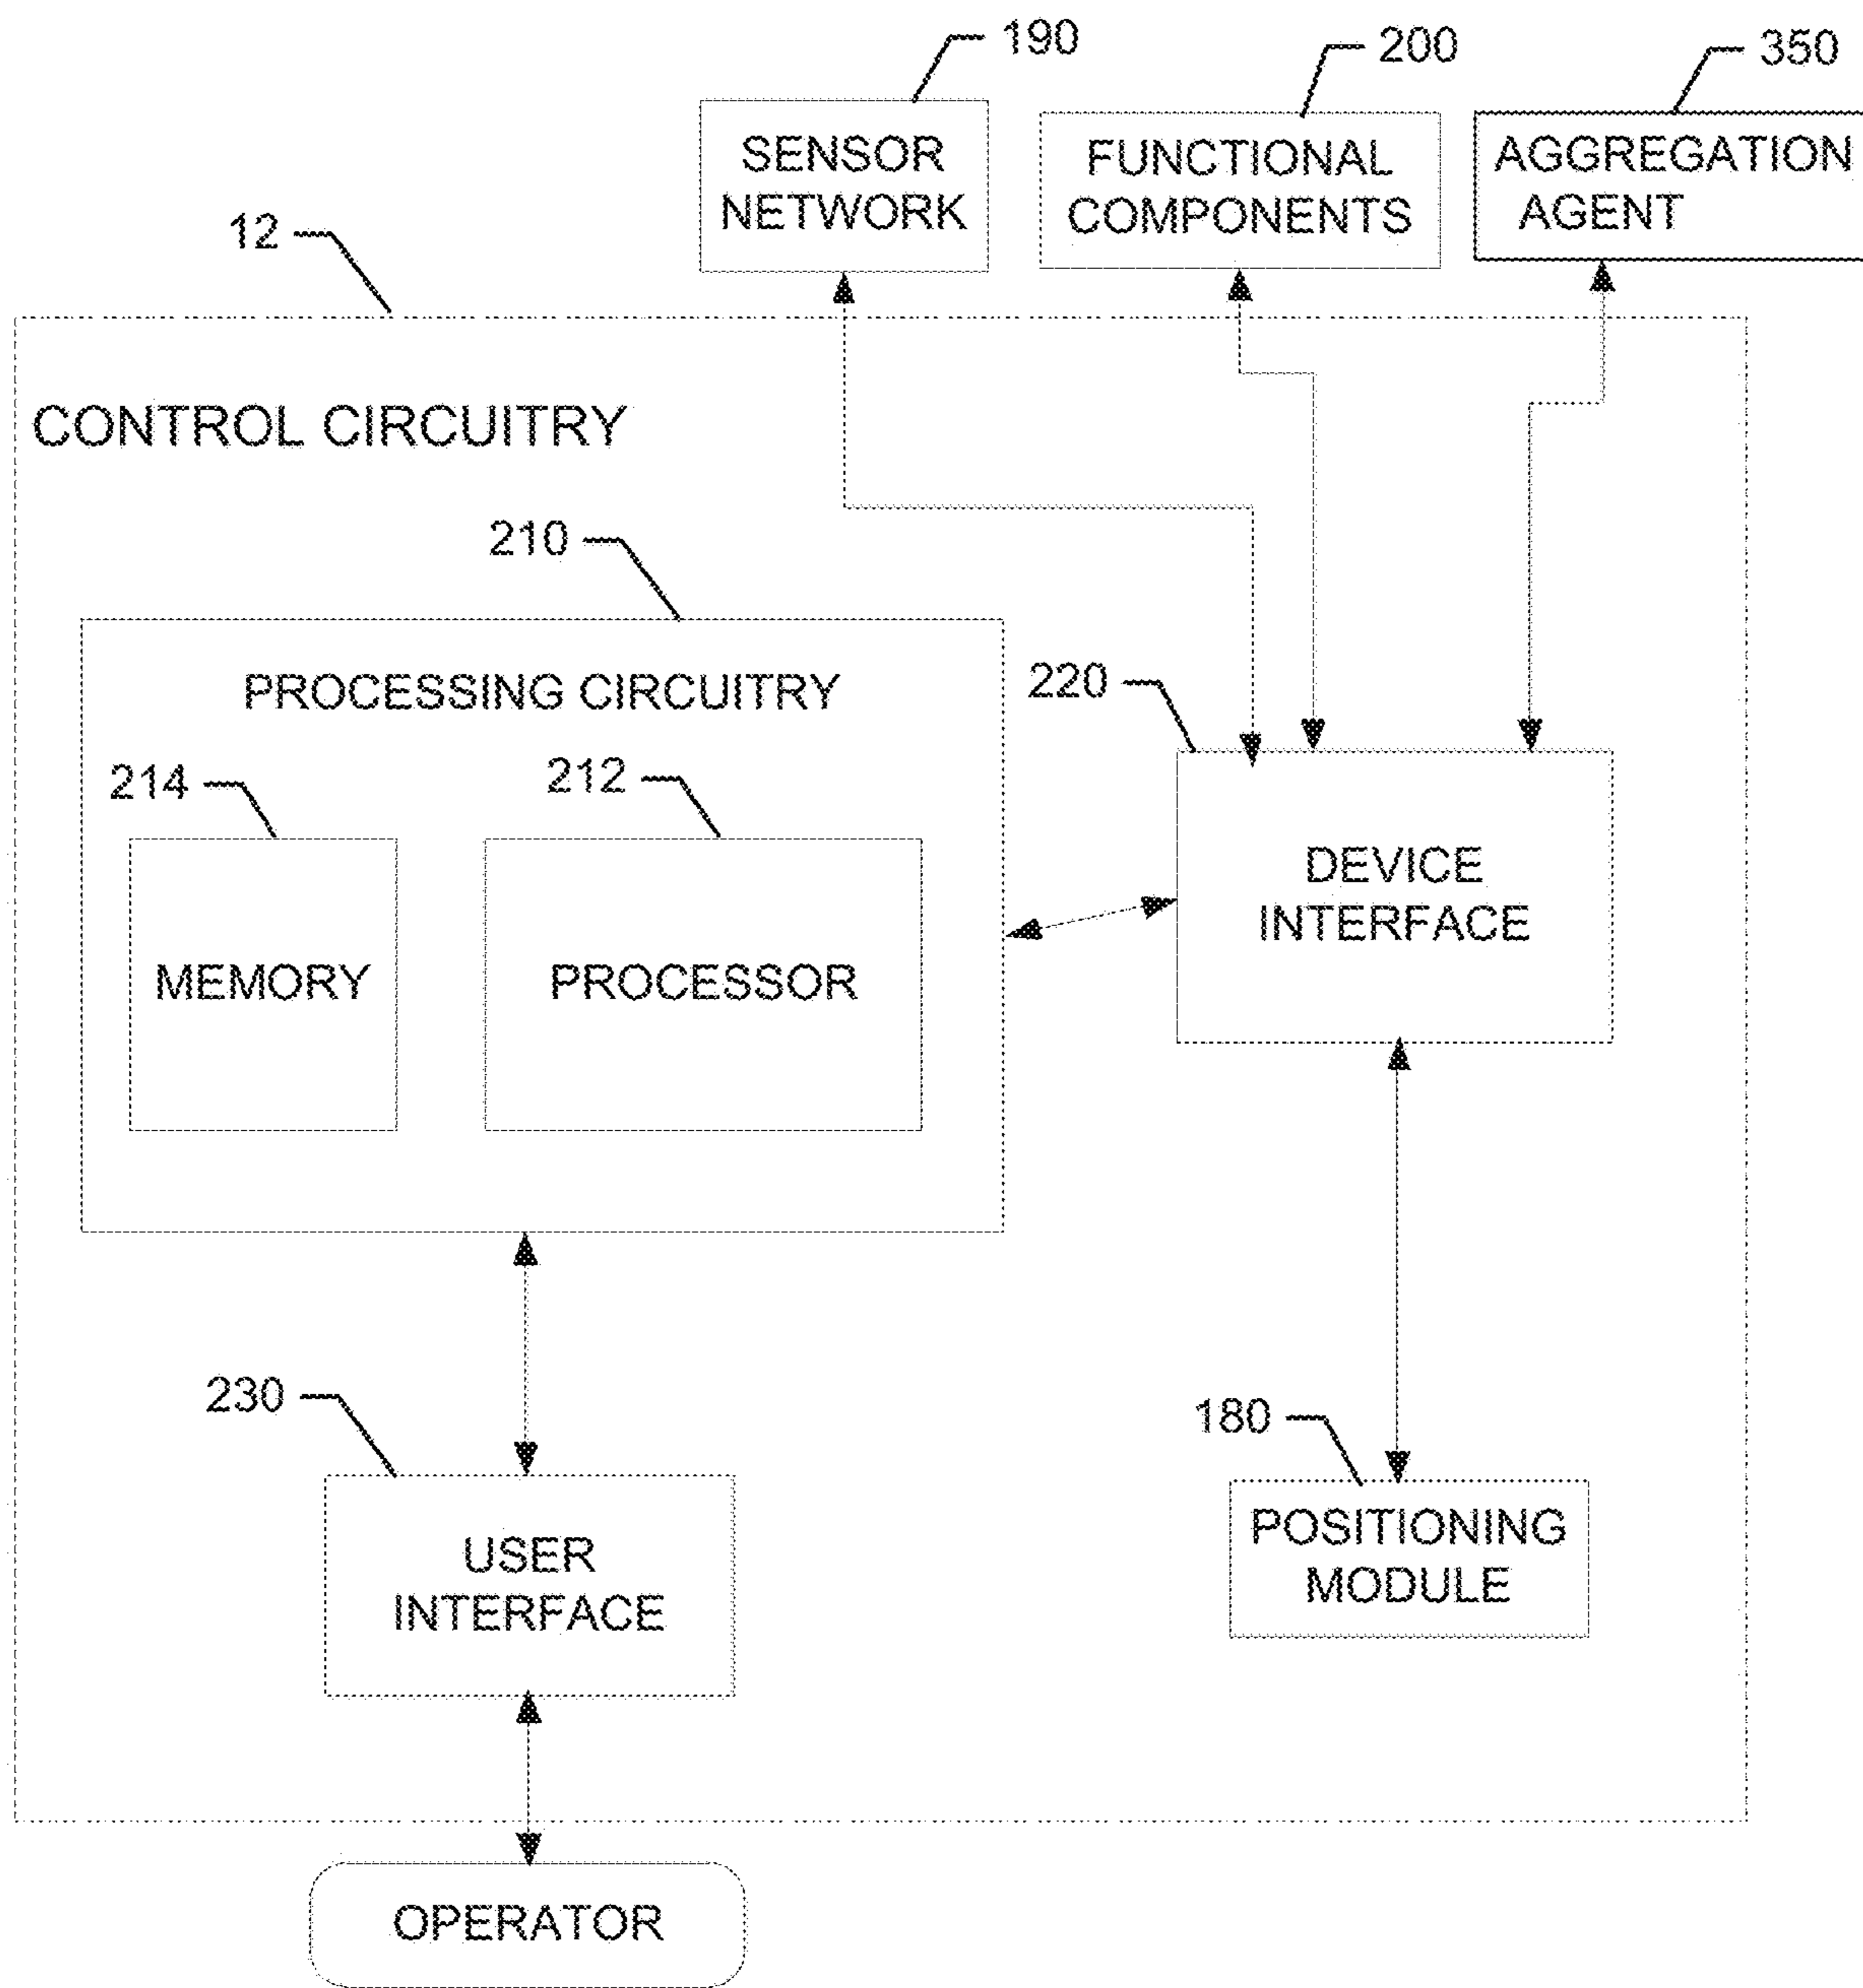 190
200
350
SENSOR
NETWORK
FUNCTIONAL
COMPONENTS
AGGREGATION
AGENT
12
CONTROL CIRCUITRY
210
PROCESSING CIRCUITRY
220
214
212
MEMORY
PROCESSOR
DEVICE
INTERFACE
230
180
USER
INTERFACE
POSITIONING
MODULE
OPERATOR